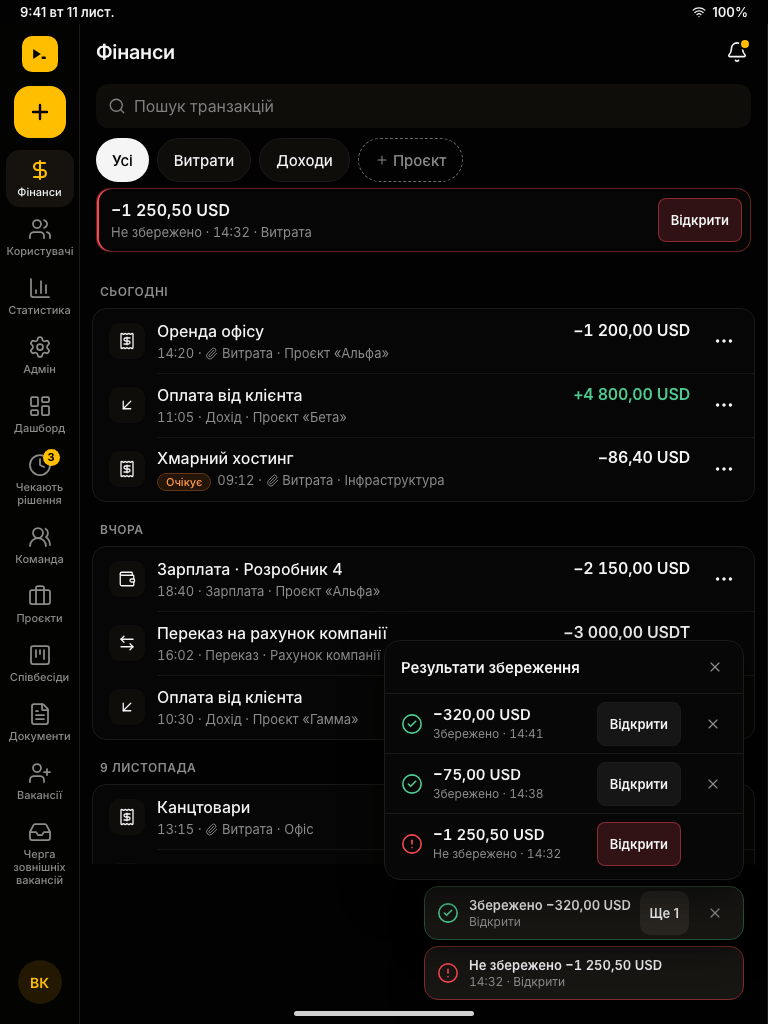 9:41 вт 11 лист.
100%
Фінанси
Користувачі
Статистика
Адмін
Дашборд
3
Чекають
рішення
Команда
Проєкти
Співбесіди
Документи
Вакансії
Черга
зовнішніх
вакансій
ВК
Фінанси
Пошук транзакцій
Усі
Витрати
Доходи
+ Проєкт
−1 250,50 USD
Не збережено · 14:32 · Витрата
Відкрити
СЬОГОДНІ
Оренда офісу
−1 200,00 USD
14:20 · Витрата · Проєкт «Альфа»
Оплата від клієнта
+4 800,00 USD
11:05 · Дохід · Проєкт «Бета»
Хмарний хостинг
−86,40 USD
Очікує 09:12 · Витрата · Інфраструктура
ВЧОРА
Зарплата · Розробник 4
−2 150,00 USD
18:40 · Зарплата · Проєкт «Альфа»
Переказ на рахунок компанії
−3 000,00 USDT
16:02 · Переказ · Рахунок компанії
Оплата від клієнта
10:30 · Дохід · Проєкт «Гамма»
9 ЛИСТОПАДА
Канцтовари
13:15 · Витрата · Офіс
Результати збереження
−320,00 USD
Збережено · 14:41
Відкрити
−75,00 USD
Збережено · 14:38
Відкрити
−1 250,50 USD
Не збережено · 14:32
Відкрити
Збережено −320,00 USD
Відкрити
Ще 1
Не збережено −1 250,50 USD
14:32 · Відкрити